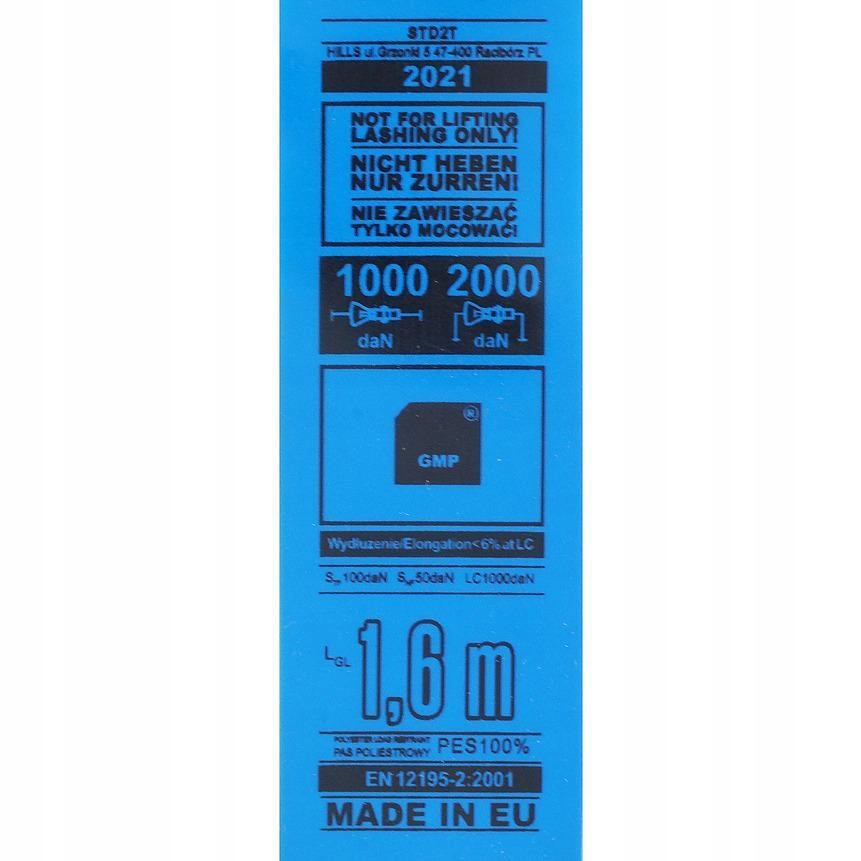 STD2T
HILLS ul.Grzonki 5 47-400 Racibórz PL
2021
NOT FOR LIFTING
LASHING ONLY!
NICHT HEBEN
NUR ZURREN!
NIE ZAWIESZAĆ
TYLKO MOCOWAĆ!
1000 2000
daN daN
®
GMP
Wydłużenie/Elongation<6% at LC
S 100daN S 50daN LC1000daN
LGL 1,6 m
POLYESTER LOAD RESTRAINT
PAS POLIESTROWY PES100%
EN 12195-2:2001
MADE IN EU